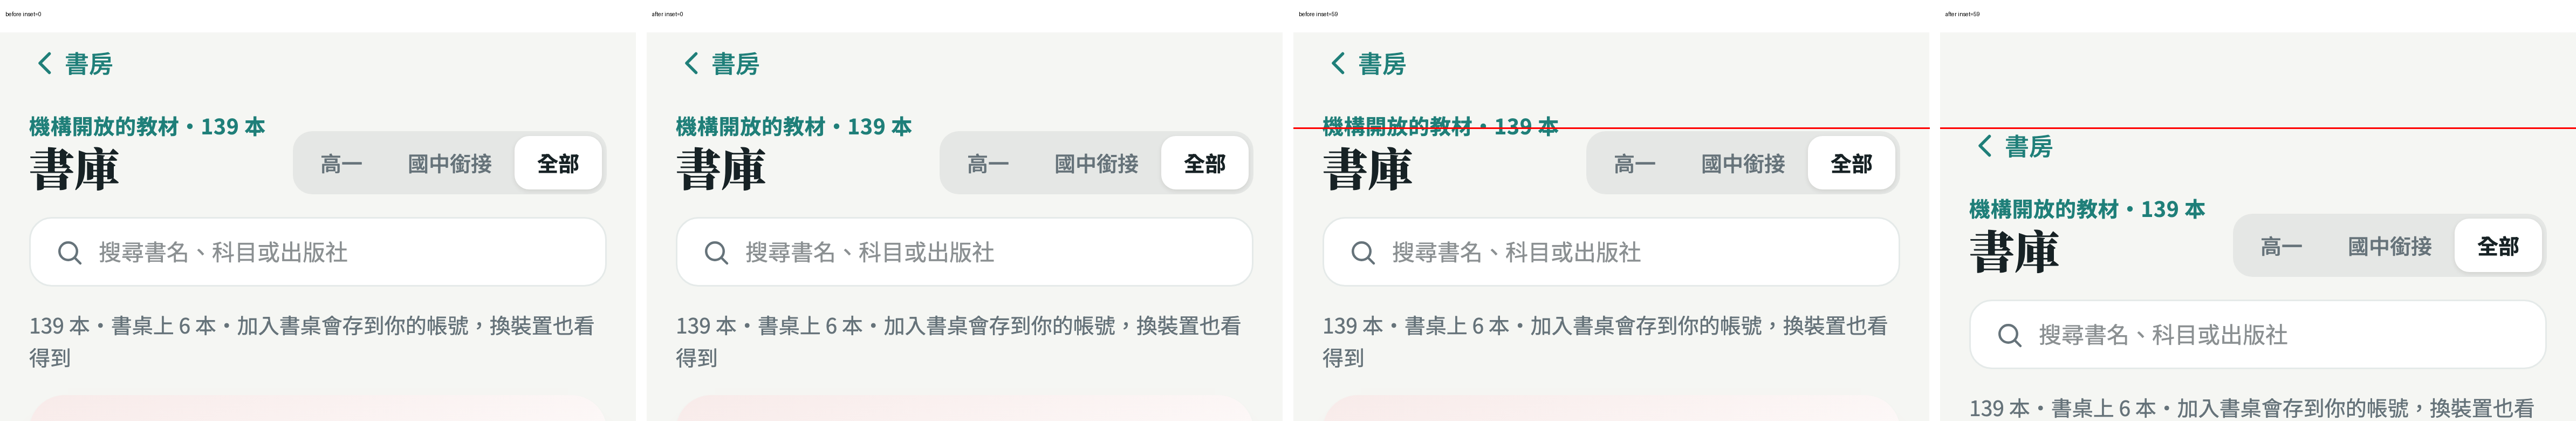 before inset=0
書房
機構開放的教材・139 本
書庫
高一
國中銜接
全部
搜尋書名、科目或出版社
139 本・書桌上 6 本・加入書桌會存到你的帳號，換裝置也看
得到
after inset=0
書房
機構開放的教材・139 本
書庫
高一
國中銜接
全部
搜尋書名、科目或出版社
139 本・書桌上 6 本・加入書桌會存到你的帳號，換裝置也看
得到
before inset=59
書房
機構開放的教材・139 本
書庫
高一
國中銜接
全部
搜尋書名、科目或出版社
139 本・書桌上 6 本・加入書桌會存到你的帳號，換裝置也看
得到
after inset=59
書房
機構開放的教材・139 本
書庫
高一
國中銜接
全部
搜尋書名、科目或出版社
139 本・書桌上 6 本・加入書桌會存到你的帳號，換裝置也看